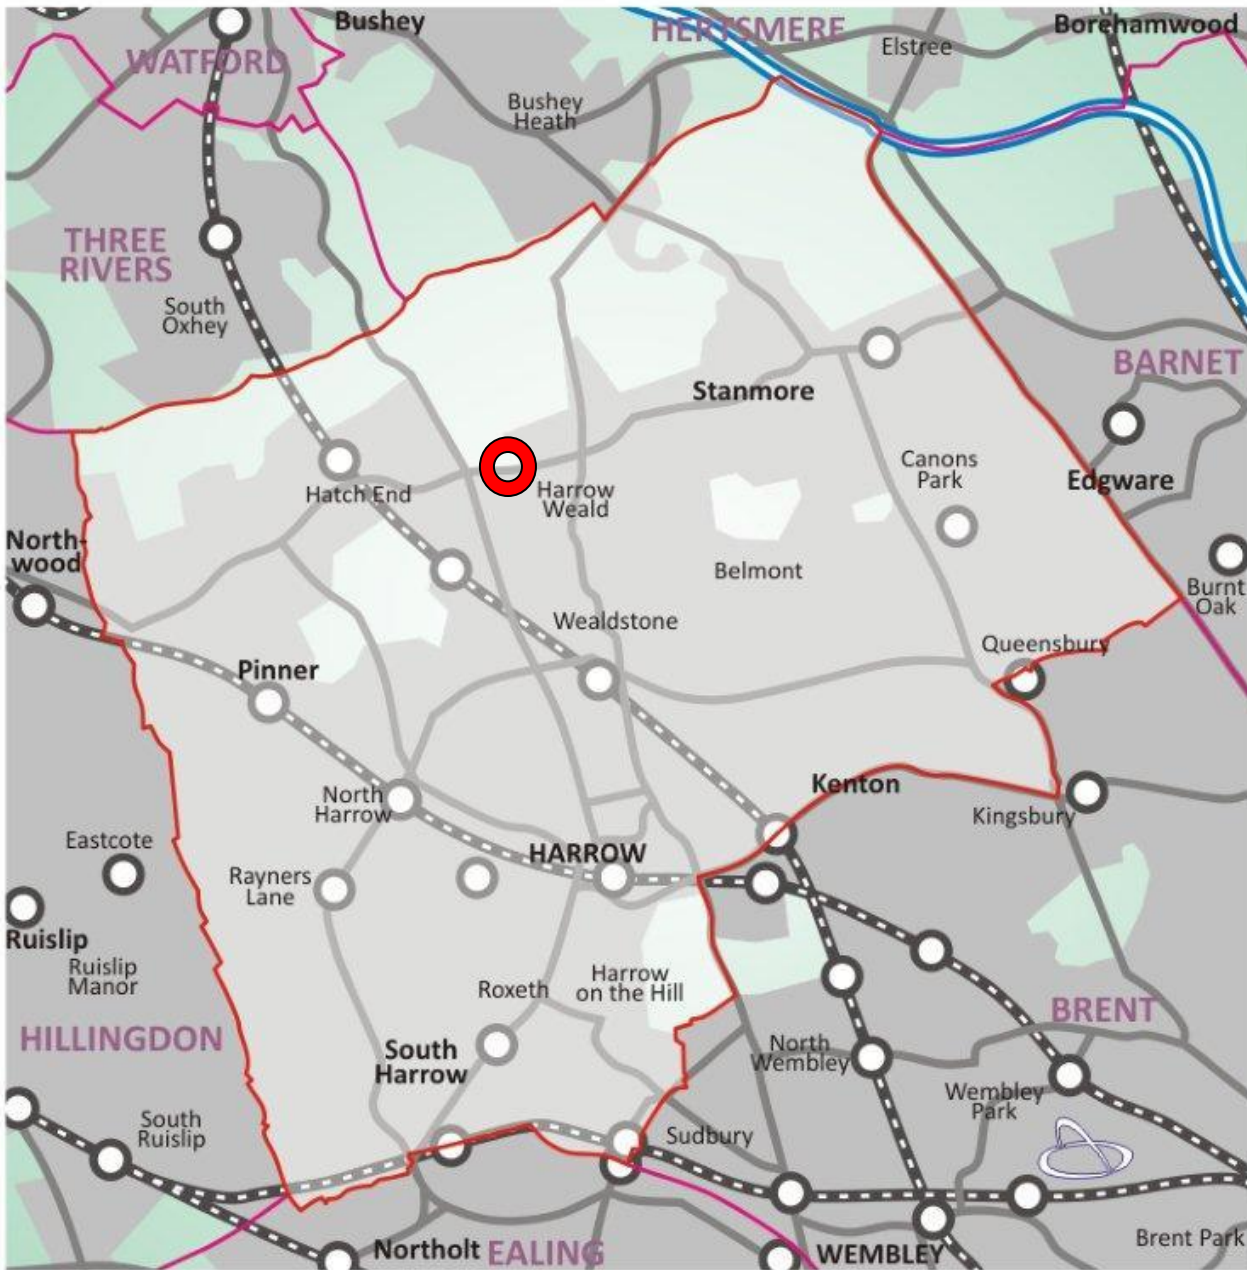 Bushey
HERTSMERE
Borehamwood
WATFORD
Elstree
Bushey
Heath
THREE
RIVERS
South
Oxhey
BARNET
Stanmore
Canons
Park
Edgware
Hatch End
Harrow
Weald
North-
wood
Belmont
Burnt
Oak
Wealdstone
Queensbury
Pinner
Kenton
North
Harrow
Kingsbury
Eastcote
HARROW
Rayners
Lane
Ruislip
Ruislip
Manor
Roxeth
Harrow
on the Hill
BRENT
HILLINGDON
South
Harrow
North
Wembley
Wembley
Park
South
Ruislip
Sudbury
Brent Park
Northolt
EALING
WEMBLEY